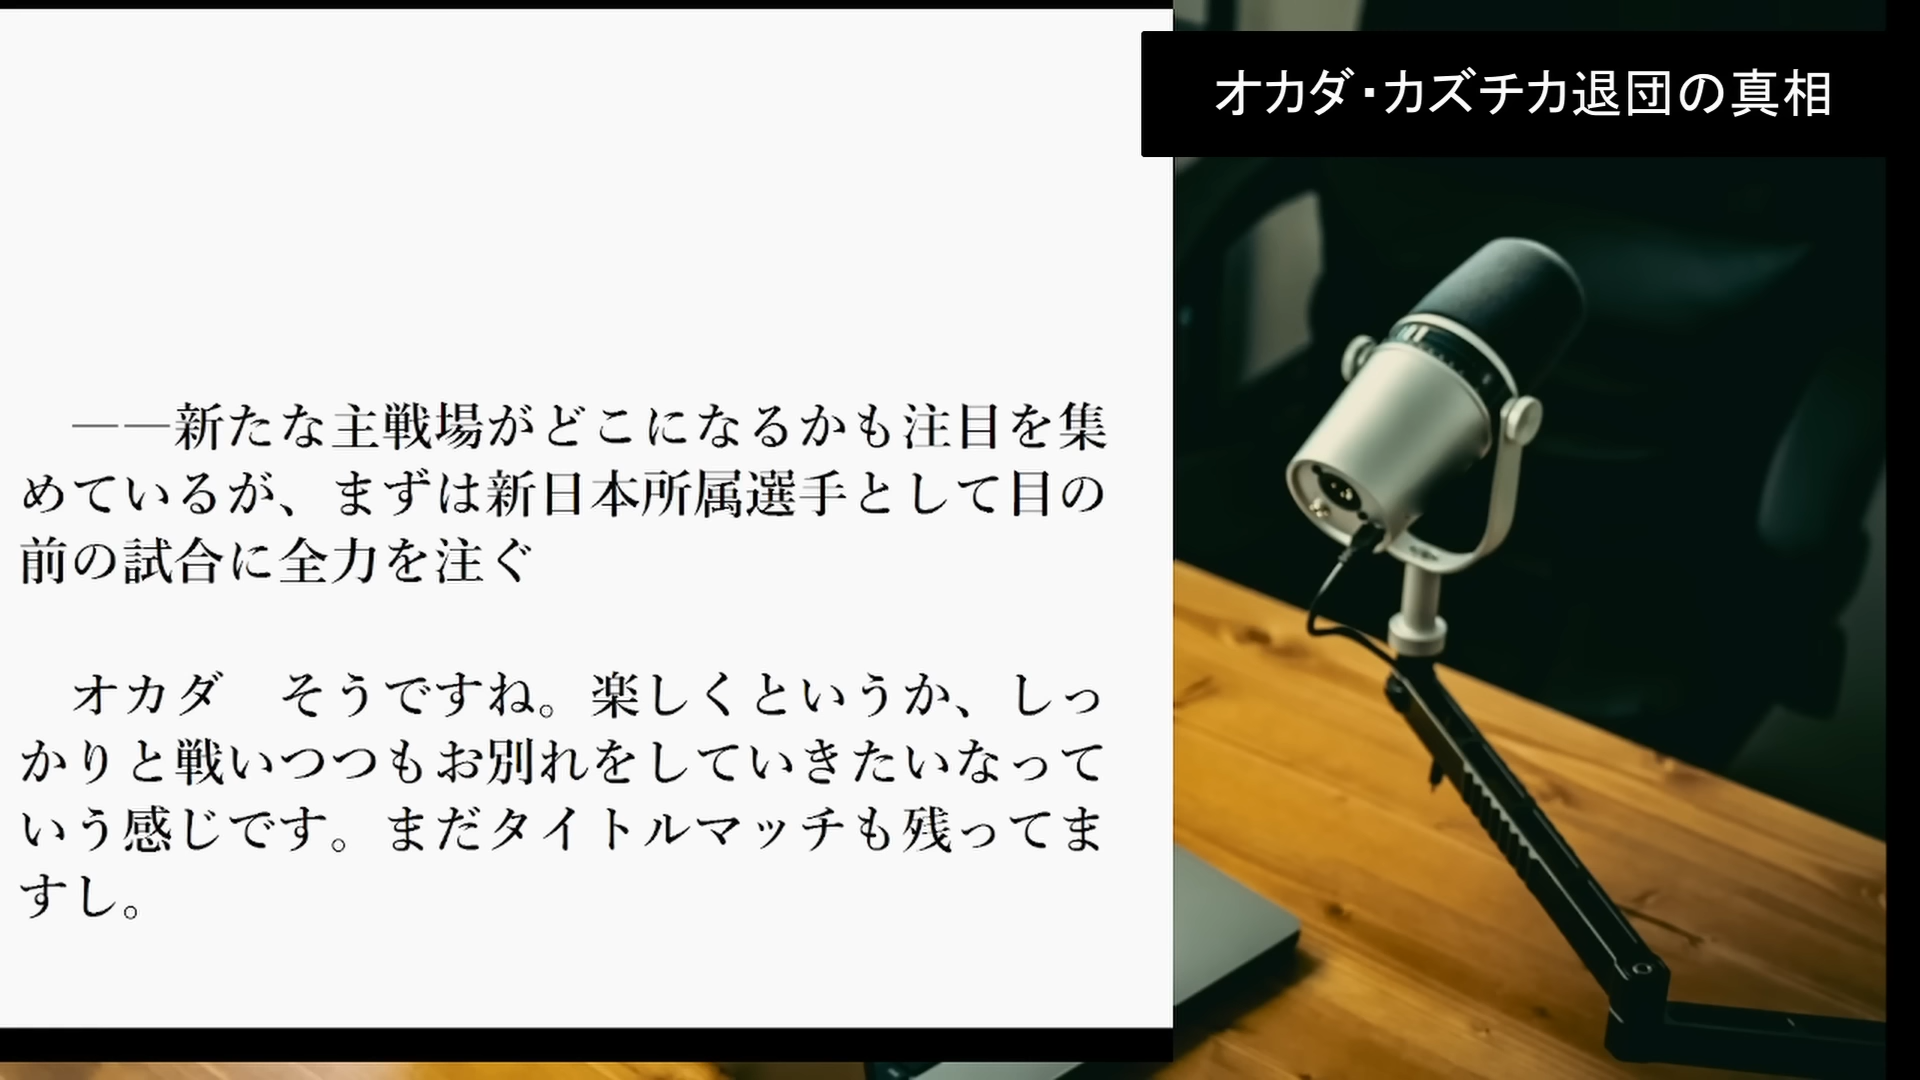 オカダ・カズチカ退団の真相
――新たな主戦場がどこになるかも注目を集
めているが、まずは新日本所属選手として目の
前の試合に全力を注ぐ
オカダ　そうですね。楽しくというか、しっ
かりと戦いつつもお別れをしていきたいなって
いう感じです。まだタイトルマッチも残ってま
すし。